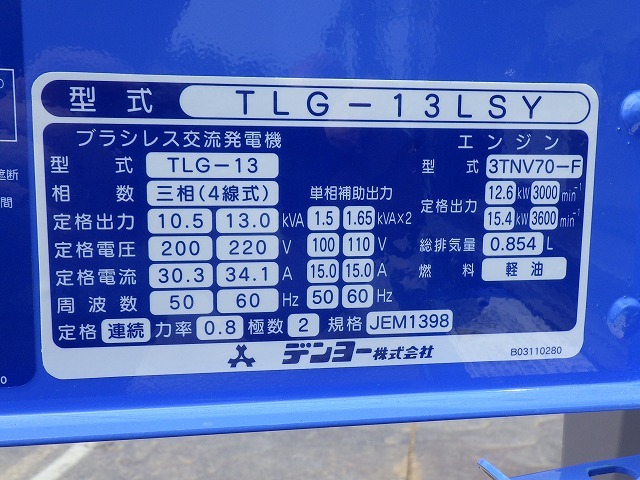 型式 TLG-13LSY
ブラシレス交流発電機 エンジン
型式 TLG-13 型式 3TNV70-F
相数 三相(4線式) 単相補助出力 12.6 kW 3000 min-1
定格出力 10.5 13.0 kVA 1.5 1.65 kVA×2 定格出力 15.4 kW 3600 min-1
定格電圧 200 220 V 100 110 V 総排気量 0.854 L
定格電流 30.3 34.1 A 15.0 15.0 A 燃料 軽油
周波数 50 60 Hz 50 60 Hz
定格 連続 力率 0.8 極数 2 規格 JEM1398
デンヨー株式会社 B03110280
遮断
間